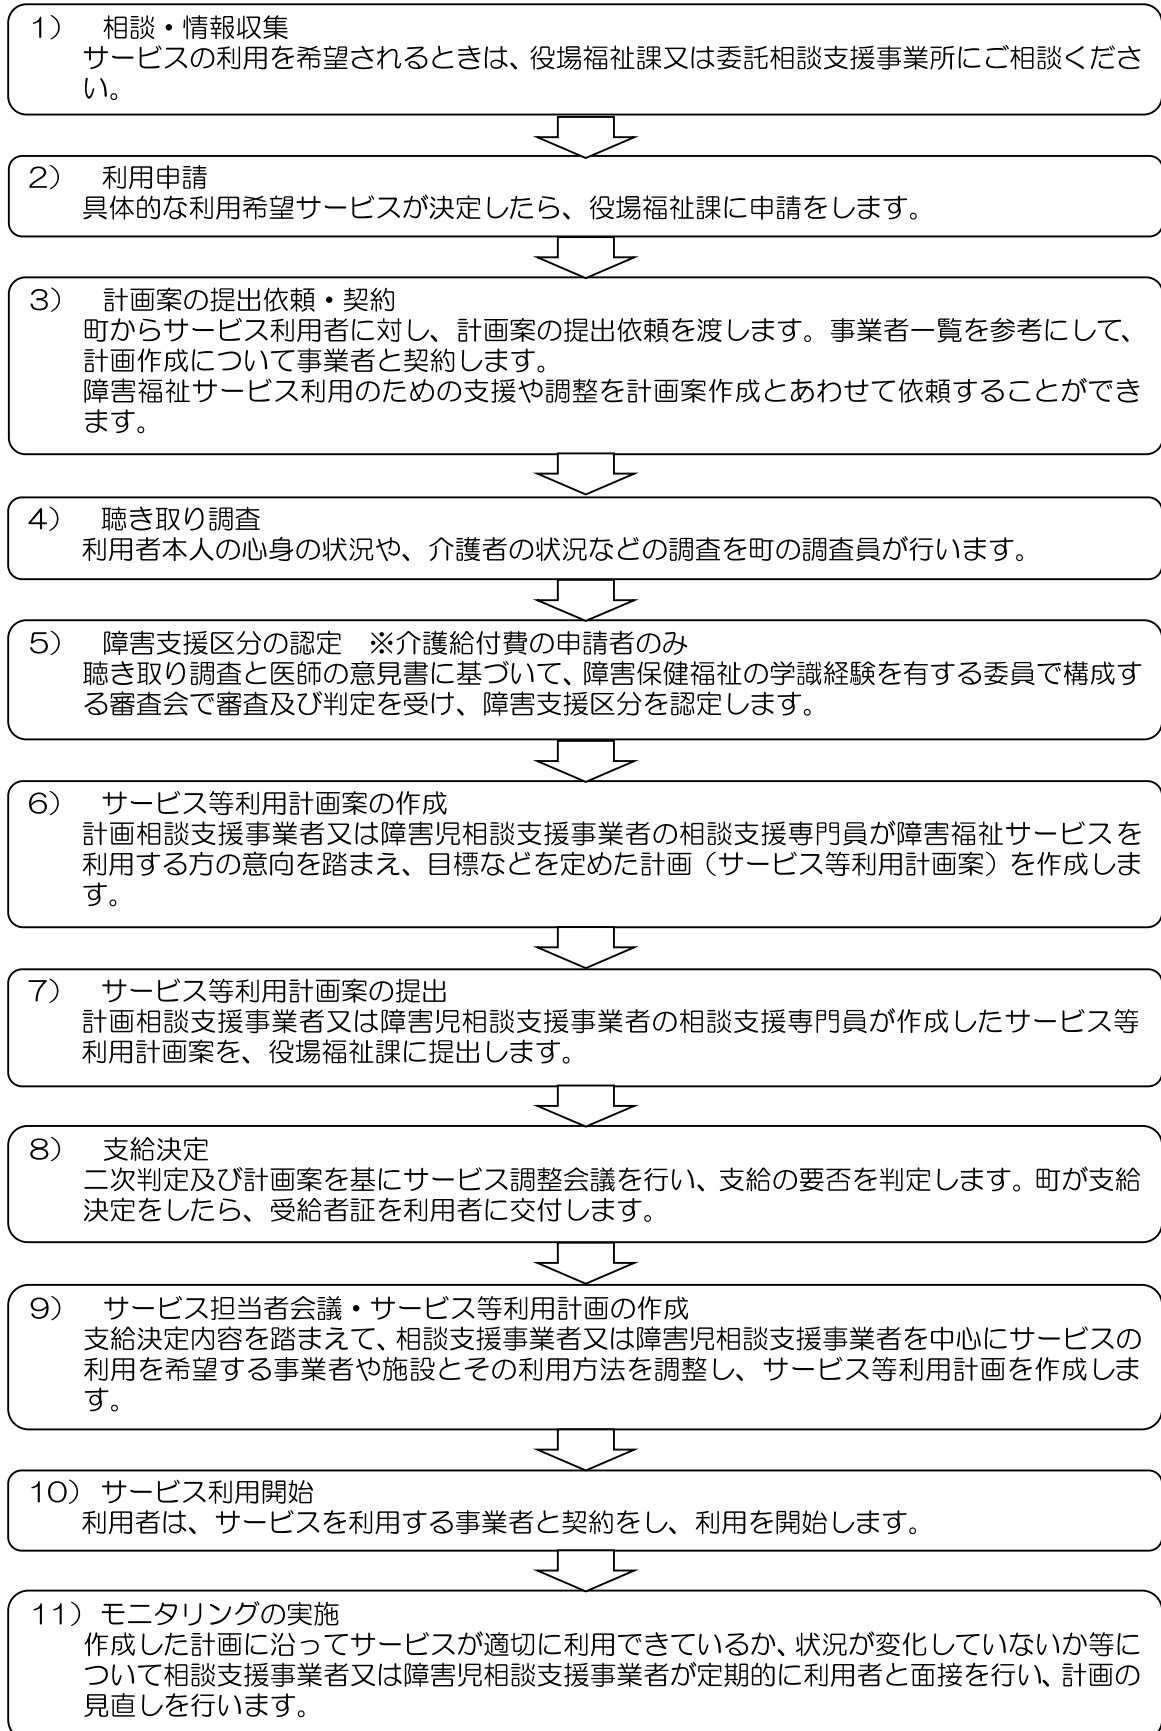 1）　相談・情報収集
サービスの利用を希望されるときは、役場福祉課又は委託相談支援事業所にご相談くださ
い。
2）　利用申請
具体的な利用希望サービスが決定したら、役場福祉課に申請をします。
3）　計画案の提出依頼・契約
町からサービス利用者に対し、計画案の提出依頼を渡します。事業者一覧を参考にして、
計画作成について事業者と契約します。
障害福祉サービス利用のための支援や調整を計画案作成とあわせて依頼することができ
ます。
4）　聴き取り調査
利用者本人の心身の状況や、介護者の状況などの調査を町の調査員が行います。
5）　障害支援区分の認定　※介護給付費の申請者のみ
聴き取り調査と医師の意見書に基づいて、障害保健福祉の学識経験を有する委員で構成す
る審査会で審査及び判定を受け、障害支援区分を認定します。
6）　サービス等利用計画案の作成
計画相談支援事業者又は障害児相談支援事業者の相談支援専門員が障害福祉サービスを
利用する方の意向を踏まえ、目標などを定めた計画（サービス等利用計画案）を作成しま
す。
7）　サービス等利用計画案の提出
計画相談支援事業者又は障害児相談支援事業者の相談支援専門員が作成したサービス等
利用計画案を、役場福祉課に提出します。
8）　支給決定
二次判定及び計画案を基にサービス調整会議を行い、支給の要否を判定します。町が支給
決定をしたら、受給者証を利用者に交付します。
9）　サービス担当者会議・サービス等利用計画の作成
支給決定内容を踏まえて、相談支援事業者又は障害児相談支援事業者を中心にサービスの
利用を希望する事業者や施設とその利用方法を調整し、サービス等利用計画を作成しま
す。
10）サービス利用開始
利用者は、サービスを利用する事業者と契約をし、利用を開始します。
11）モニタリングの実施
作成した計画に沿ってサービスが適切に利用できているか、状況が変化していないか等に
ついて相談支援事業者又は障害児相談支援事業者が定期的に利用者と面接を行い、計画の
見直しを行います。